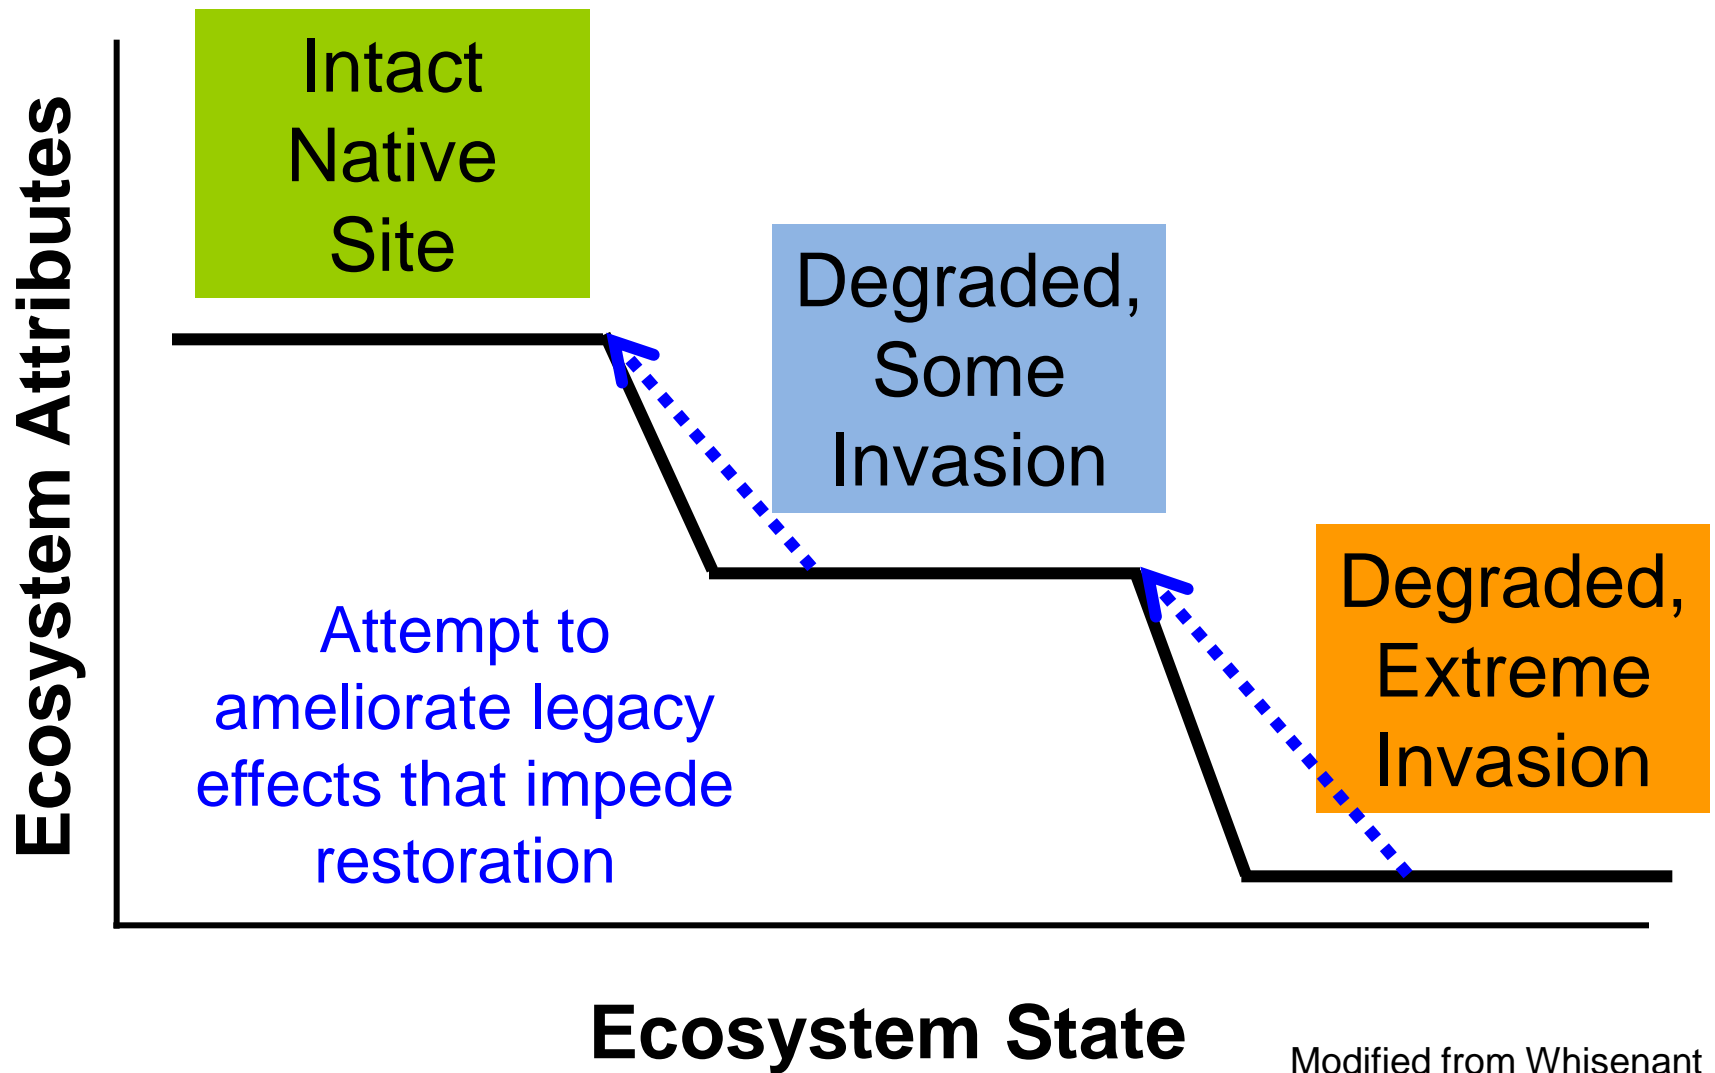 Intact
Native
Site
Degraded,
Some
Invasion
Degraded,
Extreme
Invasion
Attempt to
ameliorate legacy
effects that impede
restoration
Ecosystem Attributes
Ecosystem State
Modified from Whisenant